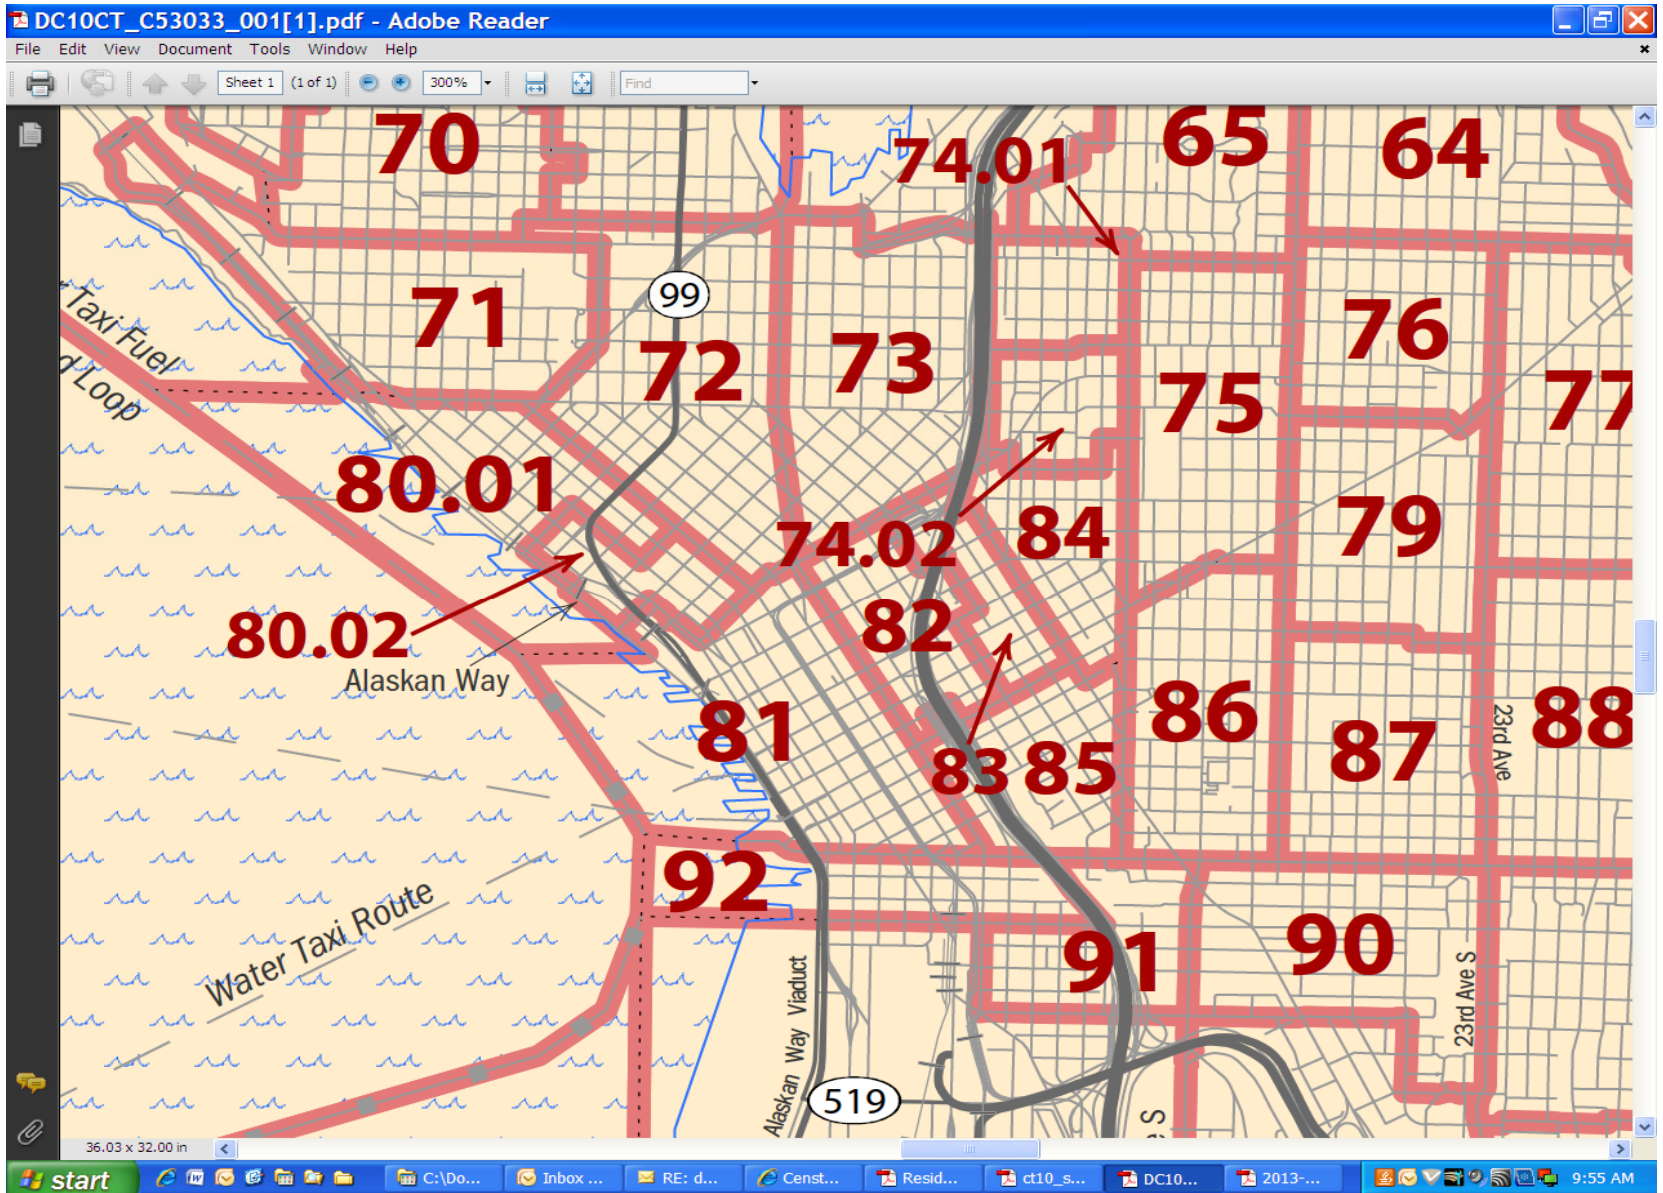 DC10CT_C53033_001[1].pdf - Adobe Reader
File Edit View Document Tools Window Help
Sheet 1 (1 of 1) 300% Find
70
74.01
65
64
71
99
72
73
76
75
77
Taxi Fuel
d Loop
80.01
74.02
84
79
80.02
82
Alaskan Way
81
83
85
86
87
23rd Ave
88
92
Water Taxi Route
91
90
Alaskan Way Viaduct
23rd Ave S
519
e S
36.03 x 32.00 in
start C:\Do... Inbox ... RE: d... Censt... Resid... ct10_s... DC10... 2013-... 9:55 AM